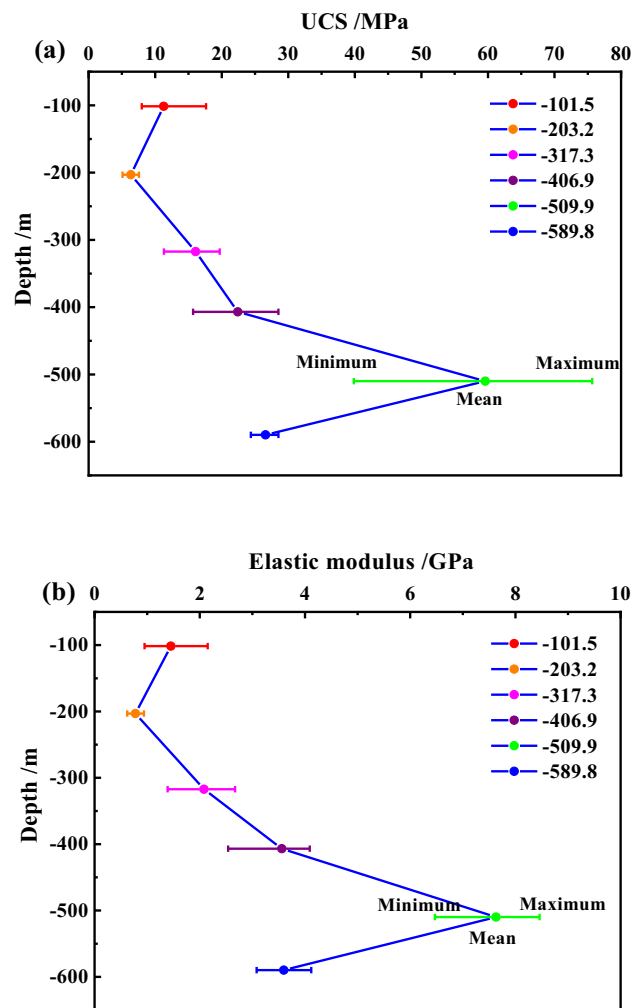 UCS /MPa
(a)
0 10 20 30 40 50 60 70 80
-100
-101.5
-203.2
-200
-317.3
-406.9
-509.9
-300
-589.8
Depth /m
-400
Minimum
Maximum
-500
Mean
-600
Elastic modulus /GPa
(b)
0 2 4 6 8 10
-100
-101.5
-203.2
-200
-317.3
-406.9
-509.9
-300
-589.8
Depth /m
-400
Minimum
Maximum
-500
Mean
-600